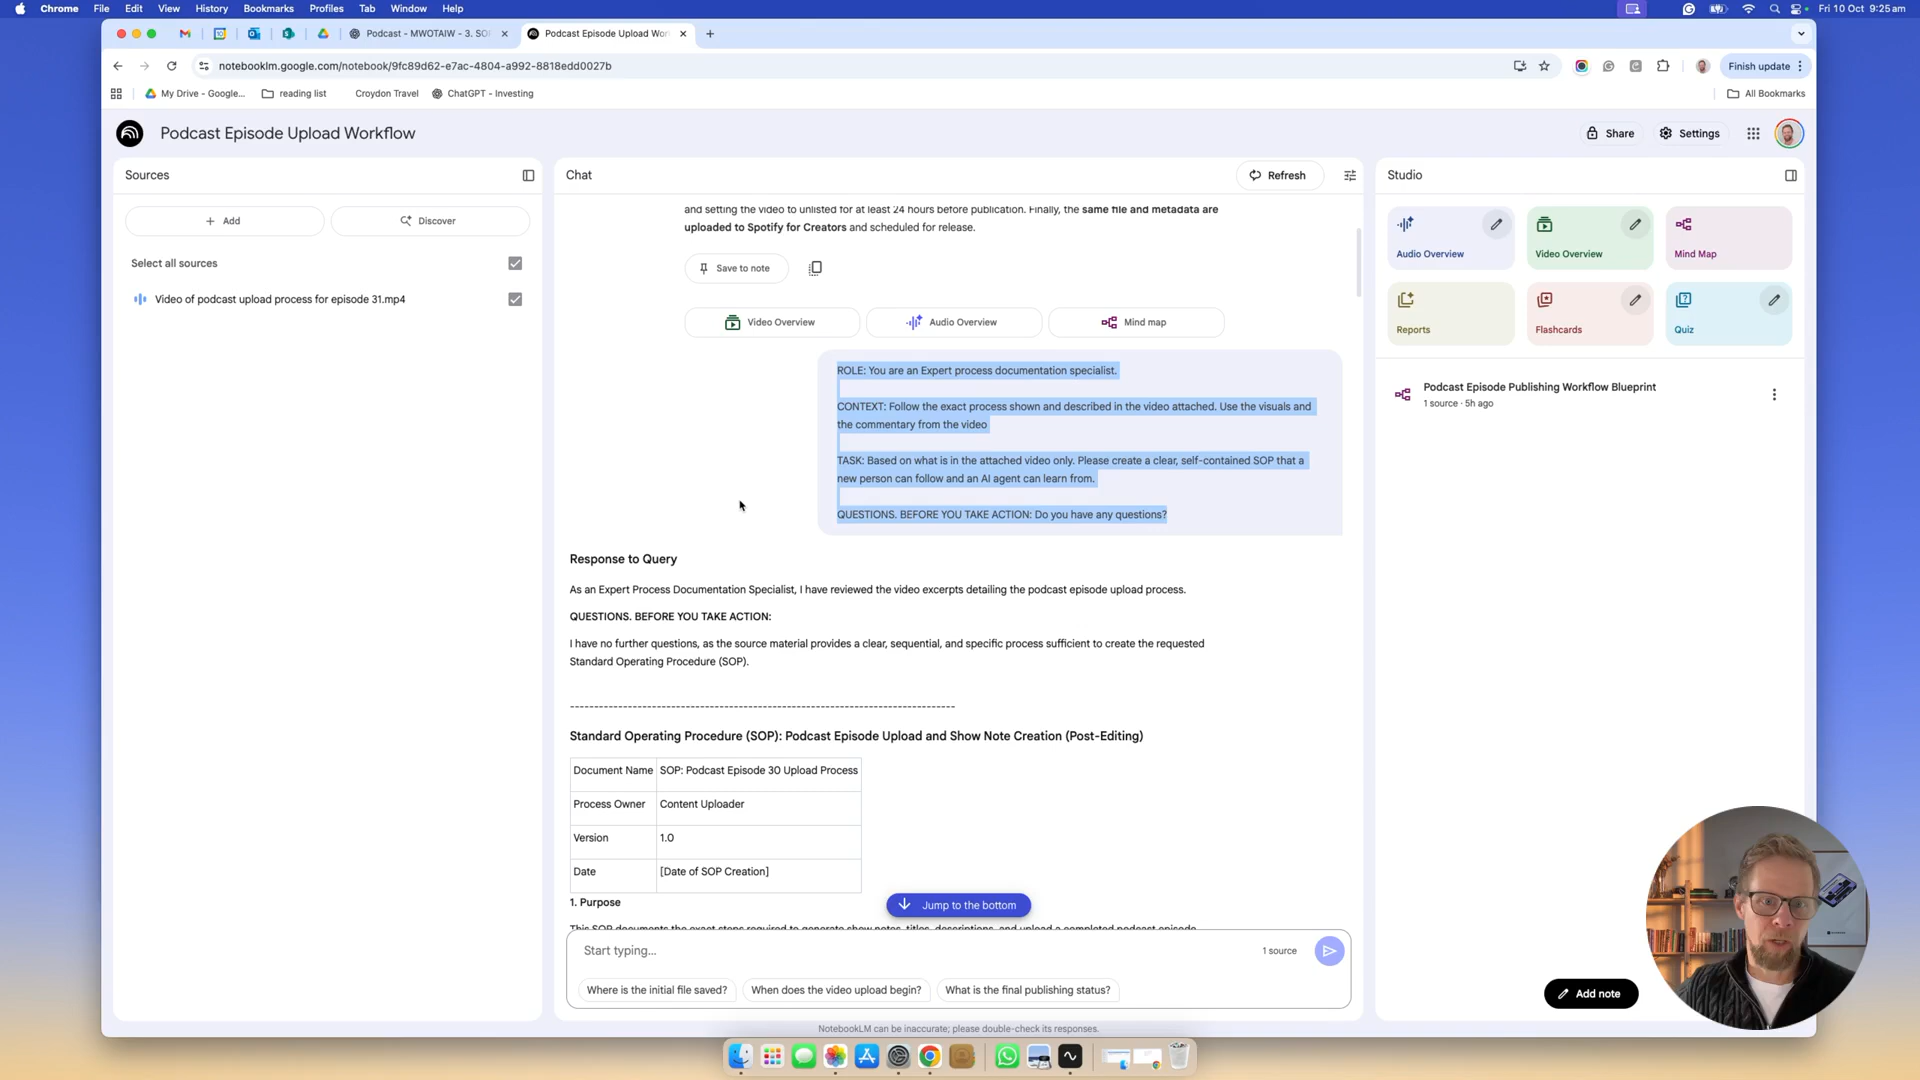 Chrome File Edit View History Bookmarks Profiles Tab Window Help
Fri 10 Oct 9:25am
Podcast - MWOTAIW - 3. SO
Podcast Episode Upload Wor
notebooklm.google.com/notebook/9fc89d62-e7ac-4804-a992-8818edd0027b
Finish update
My Drive - Google...
reading list
Croydon Travel
ChatGPT - Investing
All Bookmarks
Podcast Episode Upload Workflow
Share
Settings
Sources
Add
Discover
Select all sources
Video of podcast upload process for episode 31.mp4
Chat
Refresh
and setting the video to unlisted for at least 24 hours before publication. Finally, the same file and metadata are
uploaded to Spotify for Creators and scheduled for release.
Save to note
Video Overview
Audio Overview
Mind map
ROLE: You are an Expert process documentation specialist.
CONTEXT: Follow the exact process shown and described in the video attached. Use the visuals and
the commentary from the video
TASK: Based on what is in the attached video only. Please create a clear, self-contained SOP that a
new person can follow and an AI agent can learn from.
QUESTIONS. BEFORE YOU TAKE ACTION: Do you have any questions?
Response to Query
As an Expert Process Documentation Specialist, I have reviewed the video excerpts detailing the podcast episode upload process.
QUESTIONS. BEFORE YOU TAKE ACTION:
I have no further questions, as the source material provides a clear, sequential, and specific process sufficient to create the requested
Standard Operating Procedure (SOP).
--------------------------------------------------------------------------------
Standard Operating Procedure (SOP): Podcast Episode Upload and Show Note Creation (Post-Editing)
Document Name SOP: Podcast Episode 30 Upload Process
Process Owner Content Uploader
Version 1.0
Date [Date of SOP Creation]
1. Purpose
This SOP documents the exact steps required to generate show notes, titles, descriptions, and upload a completed podcast episode
Jump to the bottom
Start typing...
1 source
Where is the initial file saved?
When does the video upload begin?
What is the final publishing status?
NotebookLM can be inaccurate; please double-check its responses.
Studio
Audio Overview
Video Overview
Mind Map
Reports
Flashcards
Quiz
Podcast Episode Publishing Workflow Blueprint
1 source · 5h ago
Add note